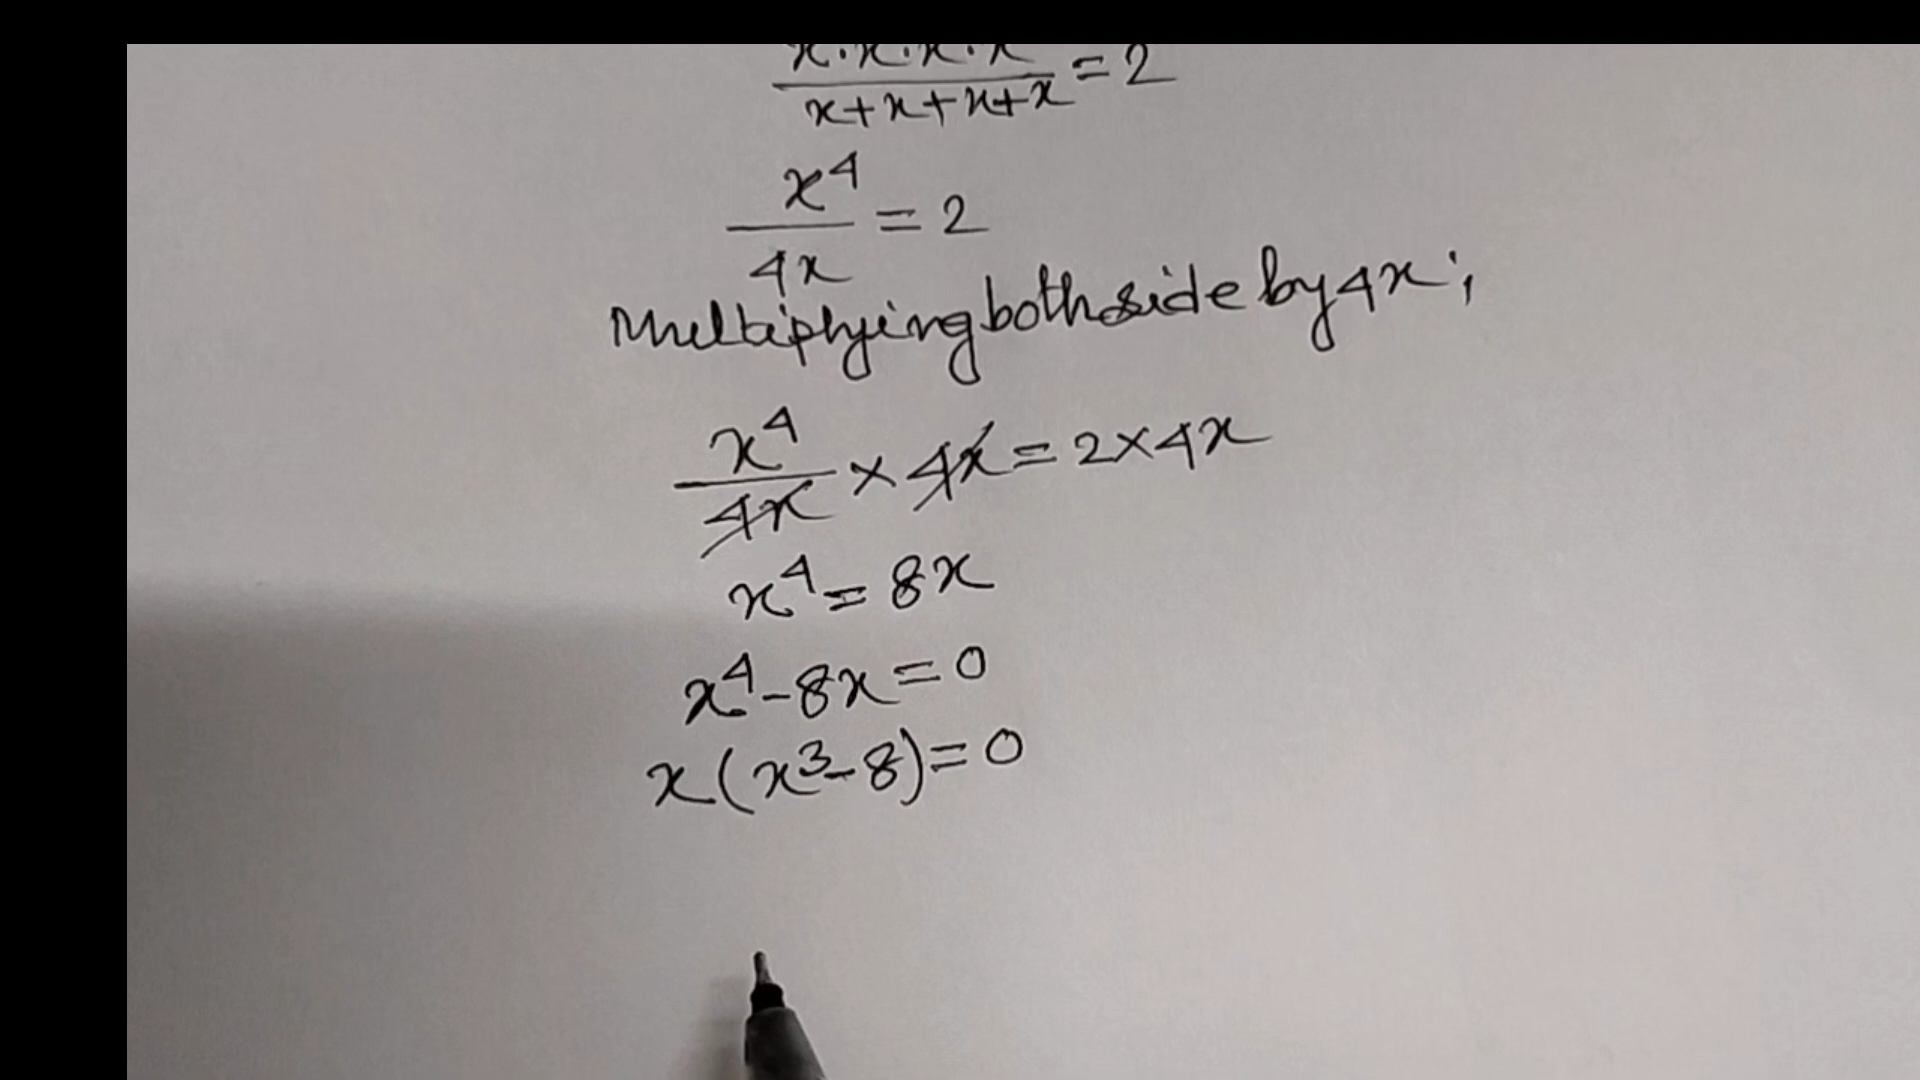 x·x·x·x
x+x+x+x = 2
x⁴
4x = 2
Multiplying both side by 4x;
x⁴
4x × 4x = 2×4x
x⁴ = 8x
x⁴ - 8x = 0
x(x³ - 8) = 0